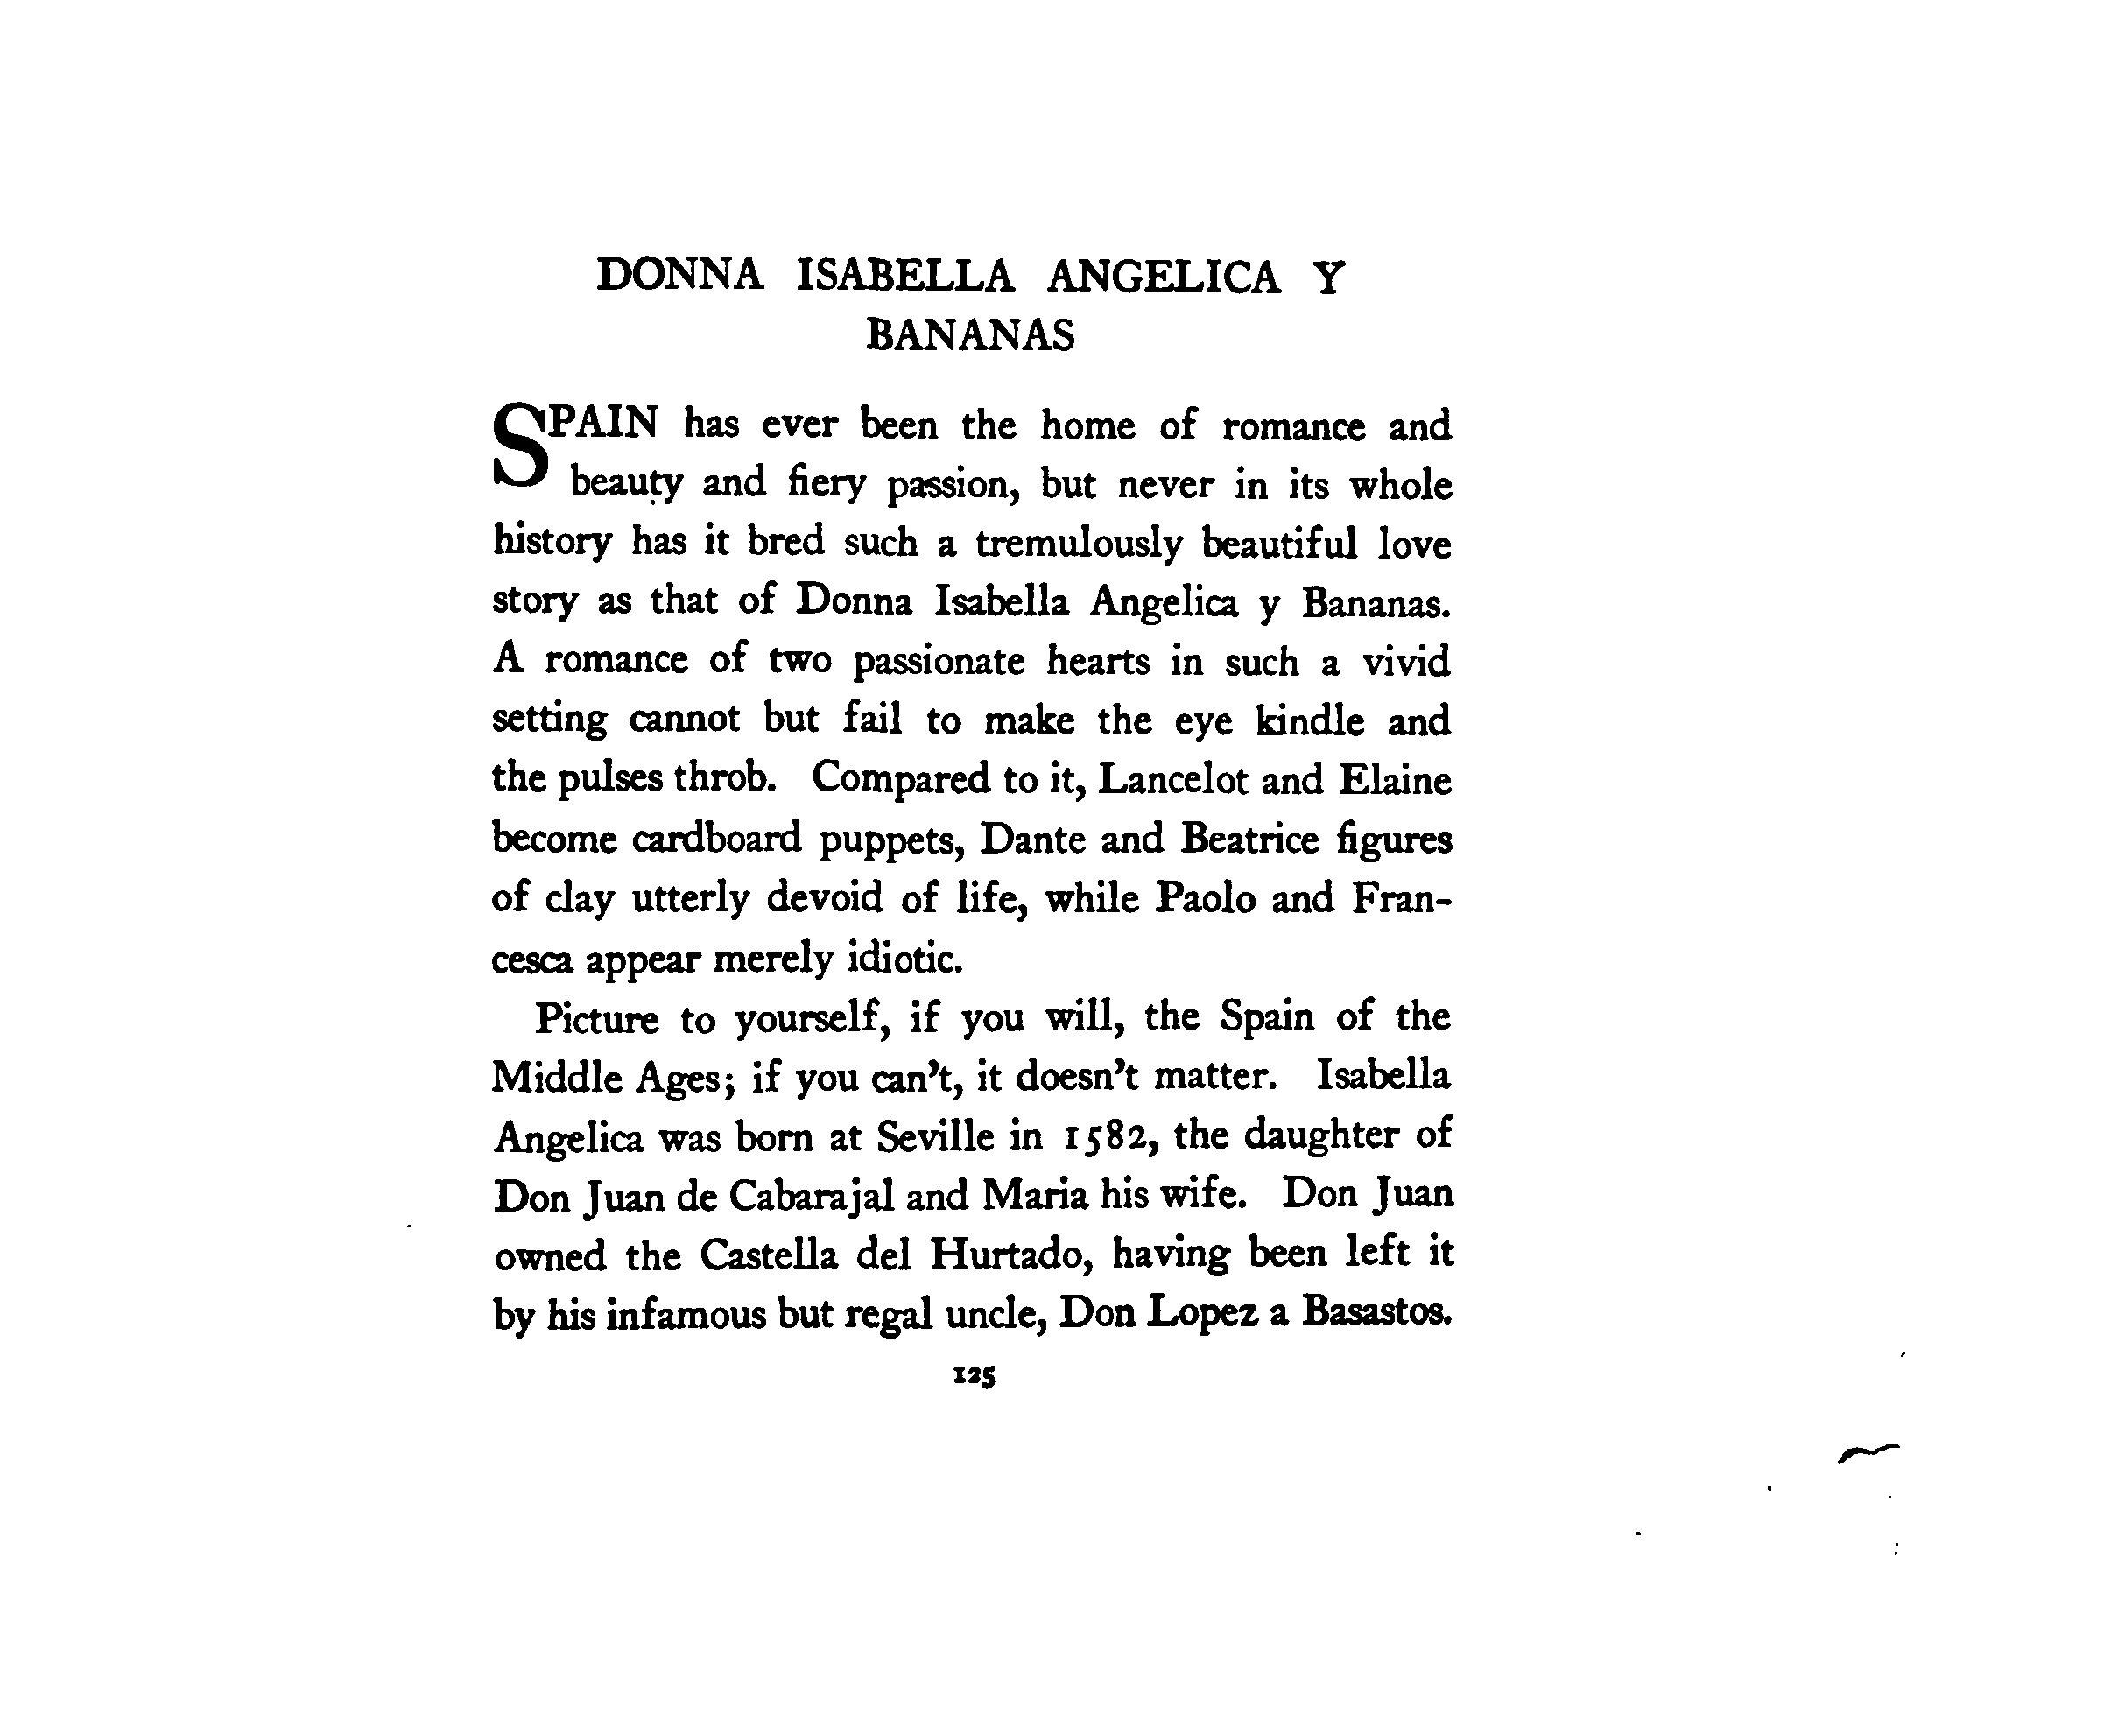 DONNA ISABELLA ANGELICA Y
BANANAS
SPAIN has ever been the home of romance and
beauty and fiery passion, but never in its whole
history has it bred such a tremulously beautiful love
story as that of Donna Isabella Angelica y Bananas.
A romance of two passionate hearts in such a vivid
setting cannot but fail to make the eye kindle and
the pulses throb. Compared to it, Lancelot and Elaine
become cardboard puppets, Dante and Beatrice figures
of clay utterly devoid of life, while Paolo and Fran-
cesca appear merely idiotic.
Picture to yourself, if you will, the Spain of the
Middle Ages; if you can't, it doesn't matter. Isabella
Angelica was born at Seville in 1582, the daughter of
Don Juan de Cabarajal and Maria his wife. Don Juan
owned the Castella del Hurtado, having been left it
by his infamous but regal uncle, Don Lopez a Basastos.
125